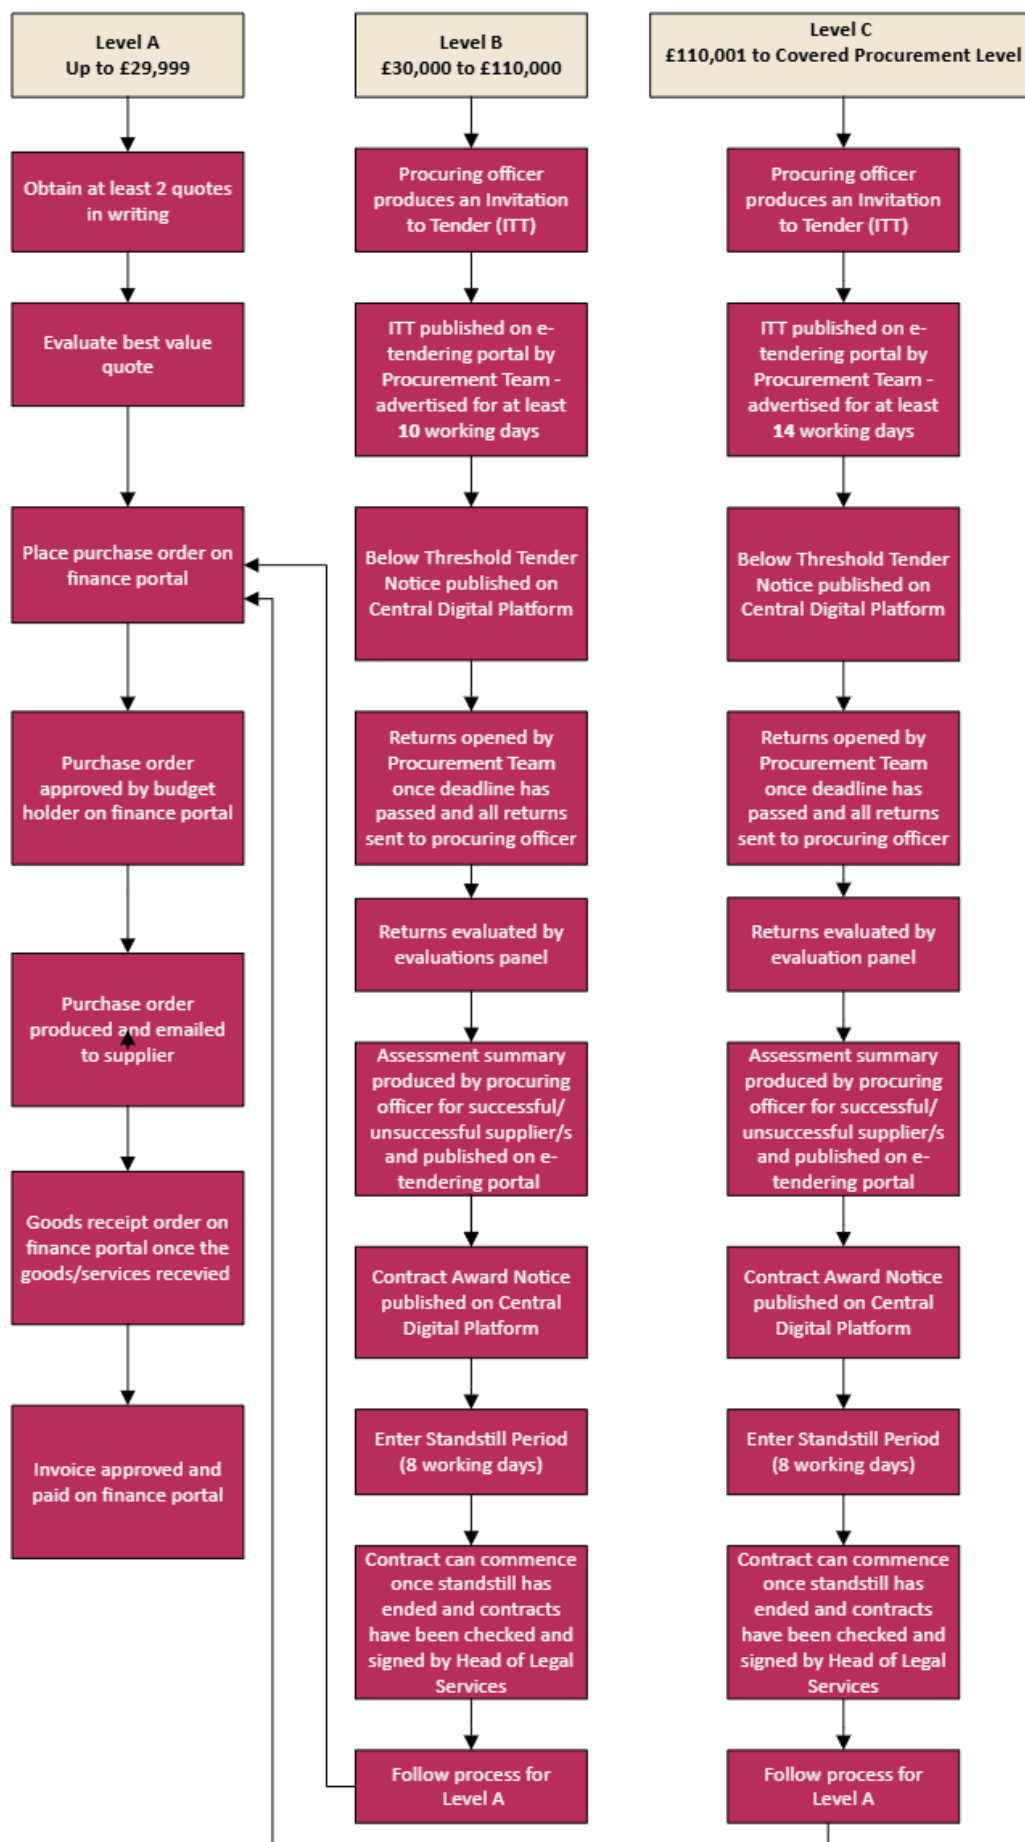 Level A
Up to £29,999
Obtain at least 2 quotes
in writing
Evaluate best value
quote
Place purchase order on
finance portal
Purchase order
approved by budget
holder on finance portal
Purchase order
produced and emailed
to supplier
Goods receipt order on
finance portal once the
goods/services recevied
Invoice approved and
paid on finance portal
Level B
£30,000 to £110,000
Procuring officer
produces an Invitation
to Tender (ITT)
ITT published on e-
tendering portal by
Procurement Team -
advertised for at least
10 working days
Below Threshold Tender
Notice published on
Central Digital Platform
Returns opened by
Procurement Team
once deadline has
passed and all returns
sent to procuring officer
Returns evaluated by
evaluations panel
Assessment summary
produced by procuring
officer for successful/
unsuccessful supplier/s
and published on e-
tendering portal
Contract Award Notice
published on Central
Digital Platform
Enter Standstill Period
(8 working days)
Contract can commence
once standstill has
ended and contracts
have been checked and
signed by Head of Legal
Services
Follow process for
Level A
Level C
£110,001 to Covered Procurement Level
Procuring officer
produces an Invitation
to Tender (ITT)
ITT published on e-
tendering portal by
Procurement Team -
advertised for at least
14 working days
Below Threshold Tender
Notice published on
Central Digital Platform
Returns opened by
Procurement Team
once deadline has
passed and all returns
sent to procuring officer
Returns evaluated by
evaluation panel
Assessment summary
produced by procuring
officer for successful/
unsuccessful supplier/s
and published on e-
tendering portal
Contract Award Notice
published on Central
Digital Platform
Enter Standstill Period
(8 working days)
Contract can commence
once standstill has
ended and contracts
have been checked and
signed by Head of Legal
Services
Follow process for
Level A